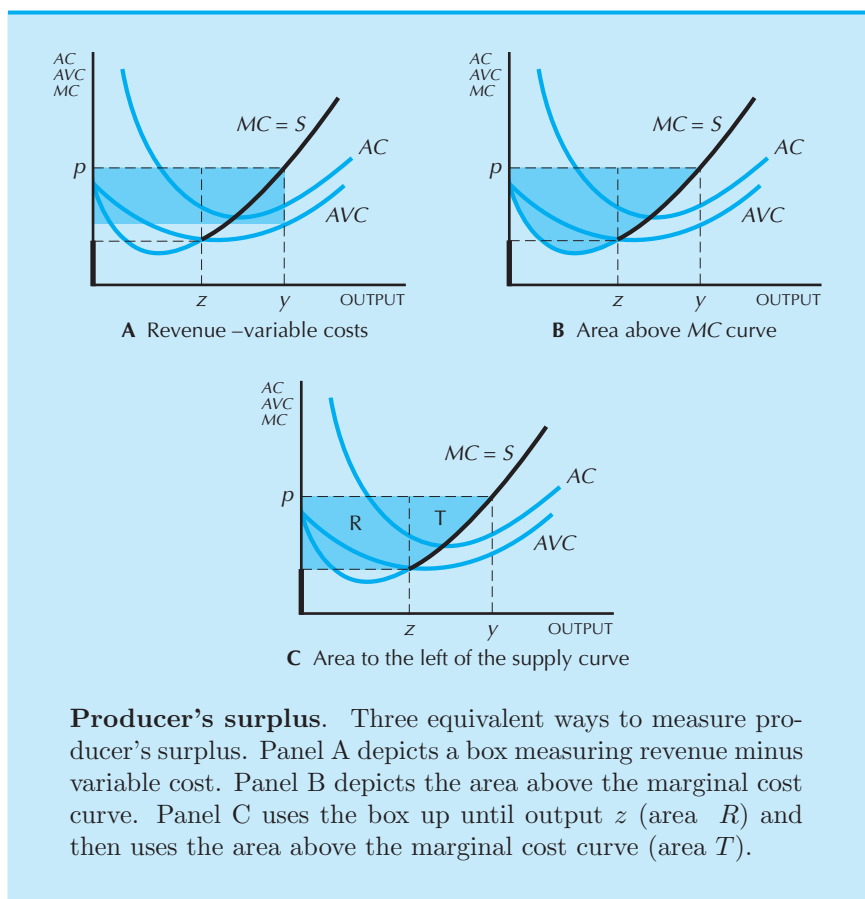 AC
AVC
MC
MC = S
AC
p
AVC
z y OUTPUT
A Revenue –variable costs
AC
AVC
MC
MC = S
AC
p
AVC
z y OUTPUT
B Area above MC curve
AC
AVC
MC
MC = S
AC
p
R T
AVC
z y OUTPUT
C Area to the left of the supply curve
Producer's surplus. Three equivalent ways to measure pro-
ducer's surplus. Panel A depicts a box measuring revenue minus
variable cost. Panel B depicts the area above the marginal cost
curve. Panel C uses the box up until output z (area R) and
then uses the area above the marginal cost curve (area T).